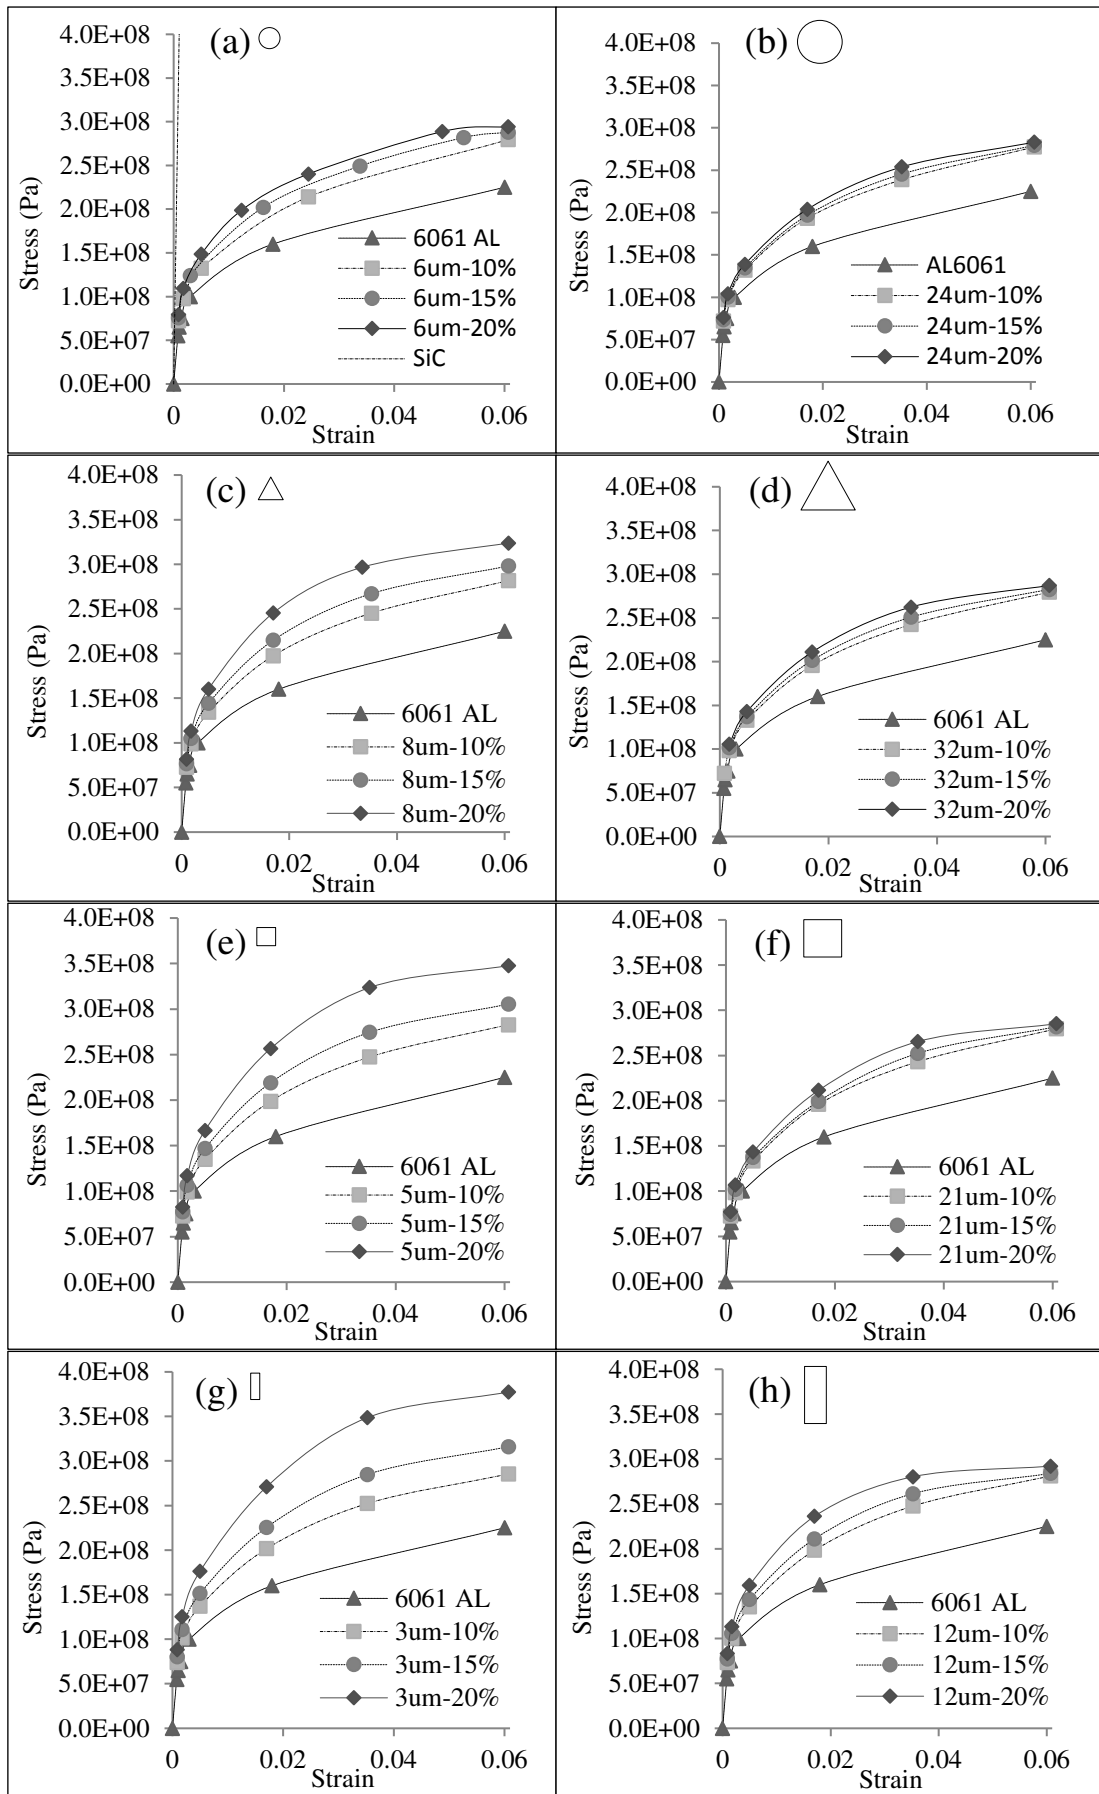 (a)
4.0E+08
3.5E+08
3.0E+08
2.5E+08
2.0E+08
1.5E+08
1.0E+08
5.0E+07
0.0E+00
Stress (Pa)
0 0.02 0.04 0.06
Strain
6061 AL
6um-10%
6um-15%
6um-20%
SiC
(b)
4.0E+08
3.5E+08
3.0E+08
2.5E+08
2.0E+08
1.5E+08
1.0E+08
5.0E+07
0.0E+00
Stress (Pa)
0 0.02 0.04 0.06
Strain
AL6061
24um-10%
24um-15%
24um-20%
(c)
4.0E+08
3.5E+08
3.0E+08
2.5E+08
2.0E+08
1.5E+08
1.0E+08
5.0E+07
0.0E+00
Stress (Pa)
0 0.02 0.04 0.06
Strain
6061 AL
8um-10%
8um-15%
8um-20%
(d)
4.0E+08
3.5E+08
3.0E+08
2.5E+08
2.0E+08
1.5E+08
1.0E+08
5.0E+07
0.0E+00
Stress (Pa)
0 0.02 0.04 0.06
Strain
6061 AL
32um-10%
32um-15%
32um-20%
(e)
4.0E+08
3.5E+08
3.0E+08
2.5E+08
2.0E+08
1.5E+08
1.0E+08
5.0E+07
0.0E+00
Stress (Pa)
0 0.02 0.04 0.06
Strain
6061 AL
5um-10%
5um-15%
5um-20%
(f)
4.0E+08
3.5E+08
3.0E+08
2.5E+08
2.0E+08
1.5E+08
1.0E+08
5.0E+07
0.0E+00
Stress (Pa)
0 0.02 0.04 0.06
Strain
6061 AL
21um-10%
21um-15%
21um-20%
(g)
4.0E+08
3.5E+08
3.0E+08
2.5E+08
2.0E+08
1.5E+08
1.0E+08
5.0E+07
0.0E+00
Stress (Pa)
0 0.02 0.04 0.06
Strain
6061 AL
3um-10%
3um-15%
3um-20%
(h)
4.0E+08
3.5E+08
3.0E+08
2.5E+08
2.0E+08
1.5E+08
1.0E+08
5.0E+07
0.0E+00
Stress (Pa)
0 0.02 0.04 0.06
Strain
6061 AL
12um-10%
12um-15%
12um-20%